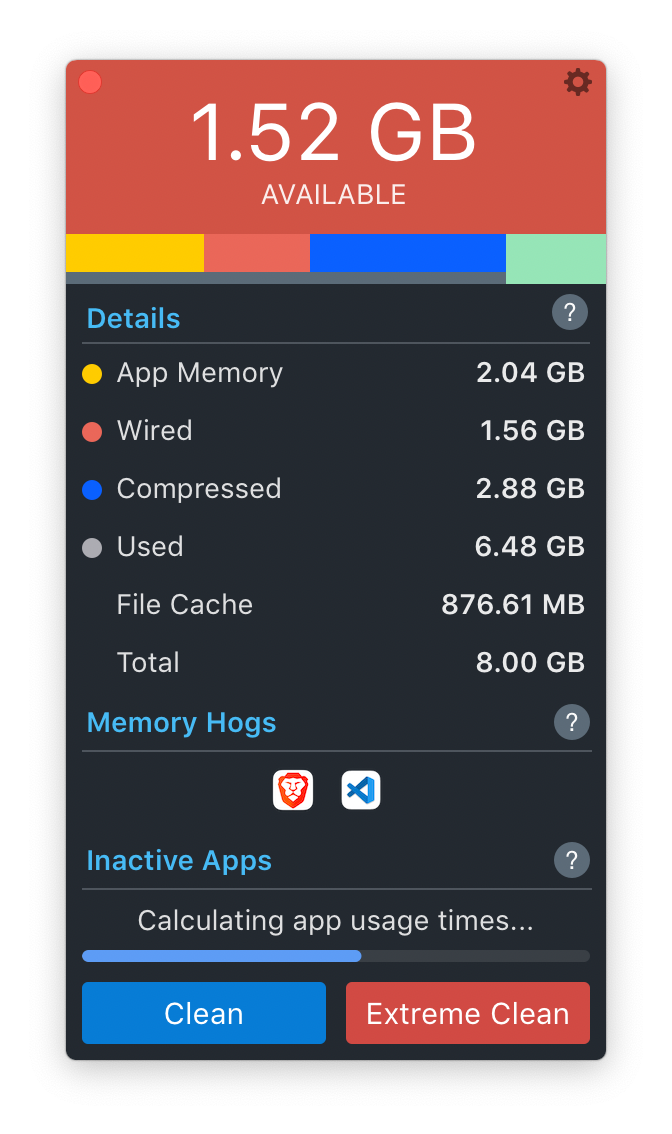 1.52 GB
AVAILABLE
Details ?
App Memory 2.04 GB
Wired 1.56 GB
Compressed 2.88 GB
Used 6.48 GB
File Cache 876.61 MB
Total 8.00 GB
Memory Hogs ?
Inactive Apps ?
Calculating app usage times...
Clean Extreme Clean